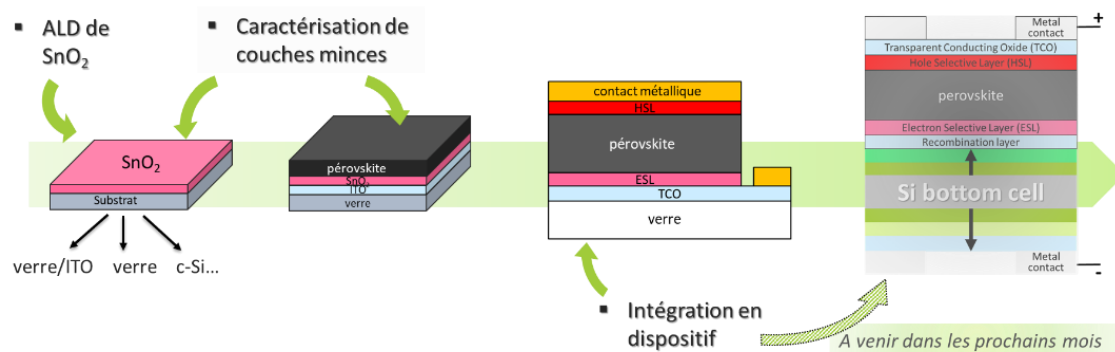 ▪ ALD de
SnO₂
▪ Caractérisation de
couches minces
SnO₂
Substrat
verre/ITO verre c-Si...
pérovskite
SnO₂
ITO
verre
contact métallique
HSL
pérovskite
ESL
TCO
verre
▪ Intégration en
dispositif
Metal
contact
+
Transparent Conducting Oxide (TCO)
Hole Selective Layer (HSL)
perovskite
Electron Selective Layer (ESL)
Recombination layer
Si bottom cell
Metal
contact
-
A venir dans les prochains mois